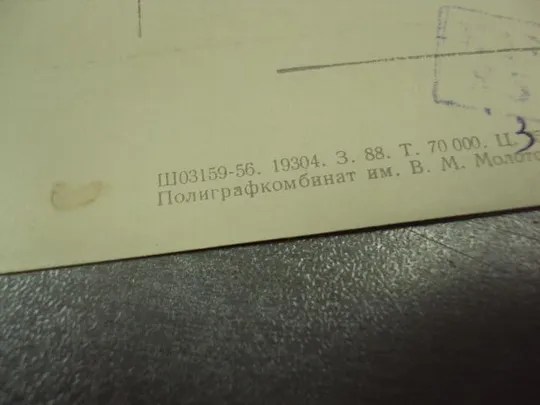 Ш03159-56. 19304. З. 88. Т. 70 000. Ц. 3
Полиграфкомбинат им. В. М. Молото